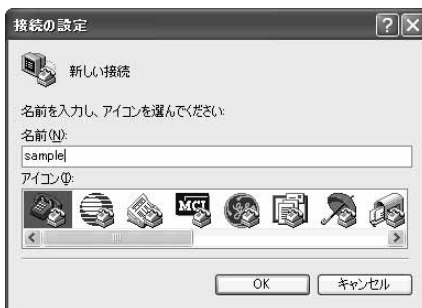 接続の設定
新しい接続
名前を入力し、アイコンを選んでください:
名前(N):
sample
アイコン(I):
MCI
OK キャンセル